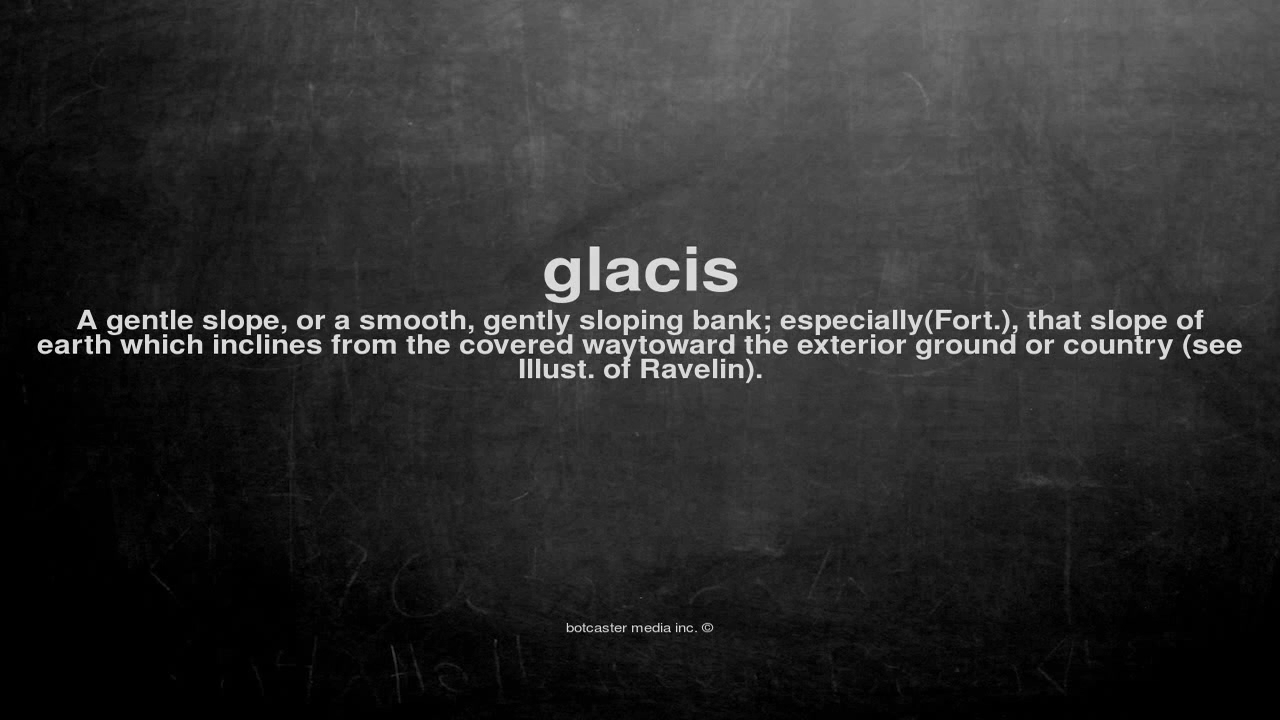 glacis
A gentle slope, or a smooth, gently sloping bank; especially(Fort.), that slope of
earth which inclines from the covered waytoward the exterior ground or country (see
Illust. of Ravelin).
botcaster media inc. ©